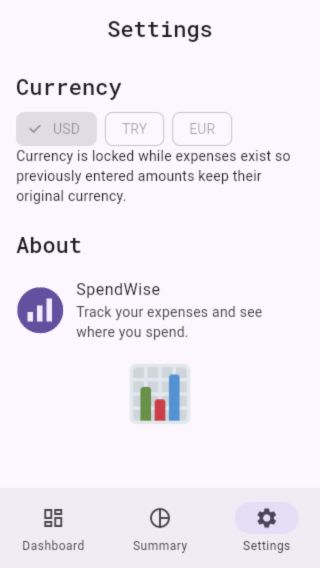 Settings
Currency
USD
TRY
EUR
Currency is locked while expenses exist so
previously entered amounts keep their
original currency.
About
SpendWise
Track your expenses and see
where you spend.
Dashboard
Summary
Settings